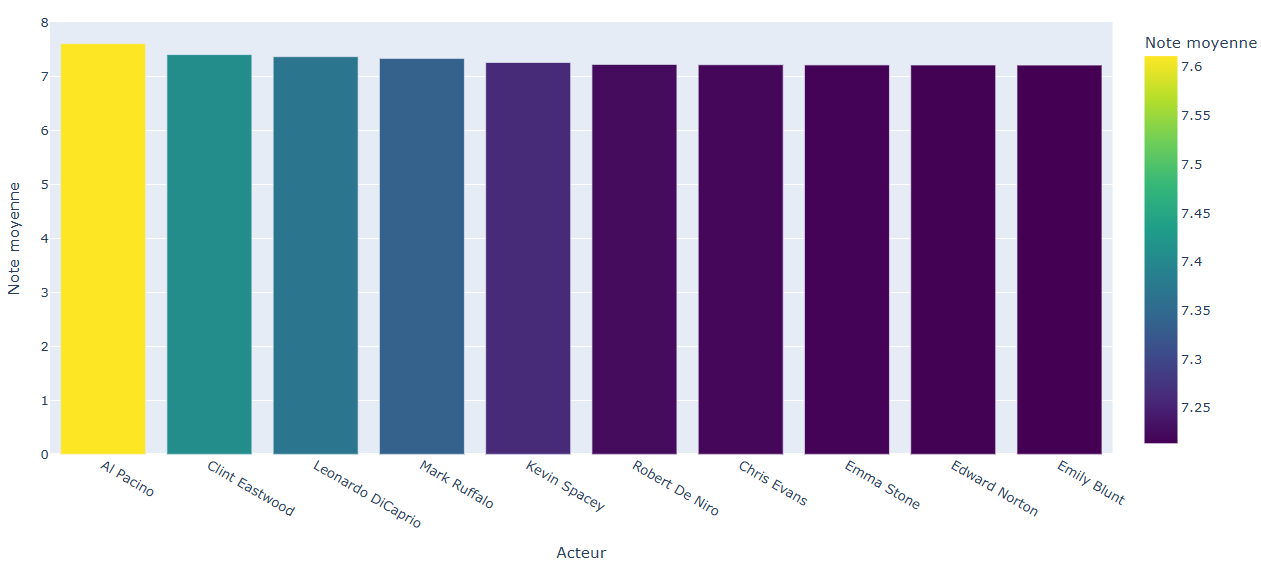 8
7
6
5
4
3
2
1
0
Note moyenne
Al Pacino
Clint Eastwood
Leonardo DiCaprio
Mark Ruffalo
Kevin Spacey
Robert De Niro
Chris Evans
Emma Stone
Edward Norton
Emily Blunt
Acteur
Note moyenne
7.6
7.55
7.5
7.45
7.4
7.35
7.3
7.25